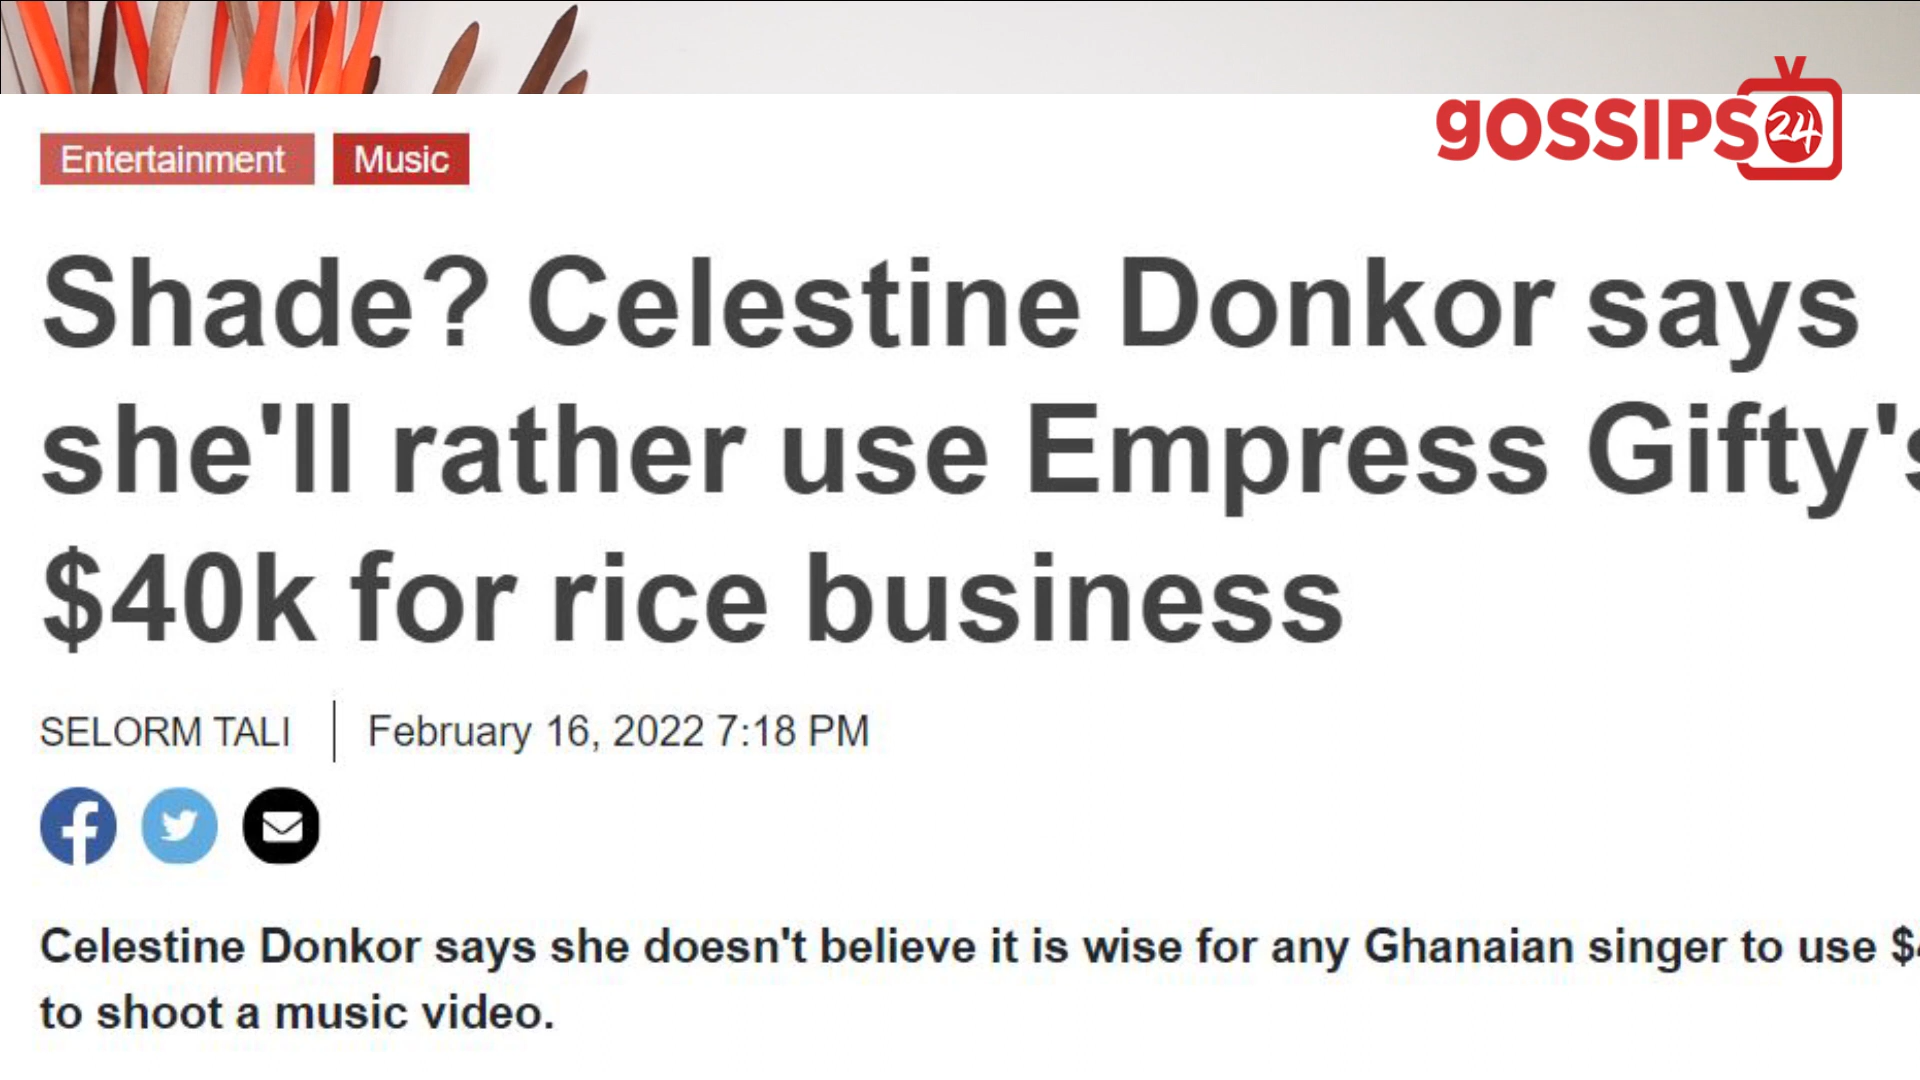 gOSSIPS24
Entertainment Music
Shade? Celestine Donkor says
she'll rather use Empress Gifty's
$40k for rice business
SELORM TALI February 16, 2022 7:18 PM
Celestine Donkor says she doesn't believe it is wise for any Ghanaian singer to use
to shoot a music video.